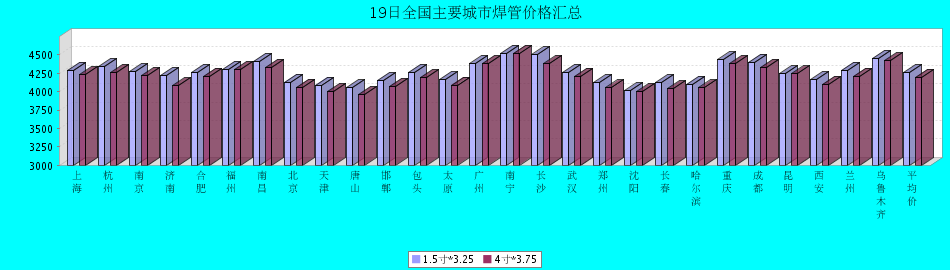 19日全国主要城市焊管价格汇总
4500
4250
4000
3750
3500
3250
3000
上海
杭州
南京
济南
合肥
福州
南昌
北京
天津
唐山
邯郸
包头
太原
广州
南宁
长沙
武汉
郑州
沈阳
长春
哈尔滨
重庆
成都
昆明
西安
兰州
乌鲁木齐
平均价
1.5寸*3.25
4寸*3.75